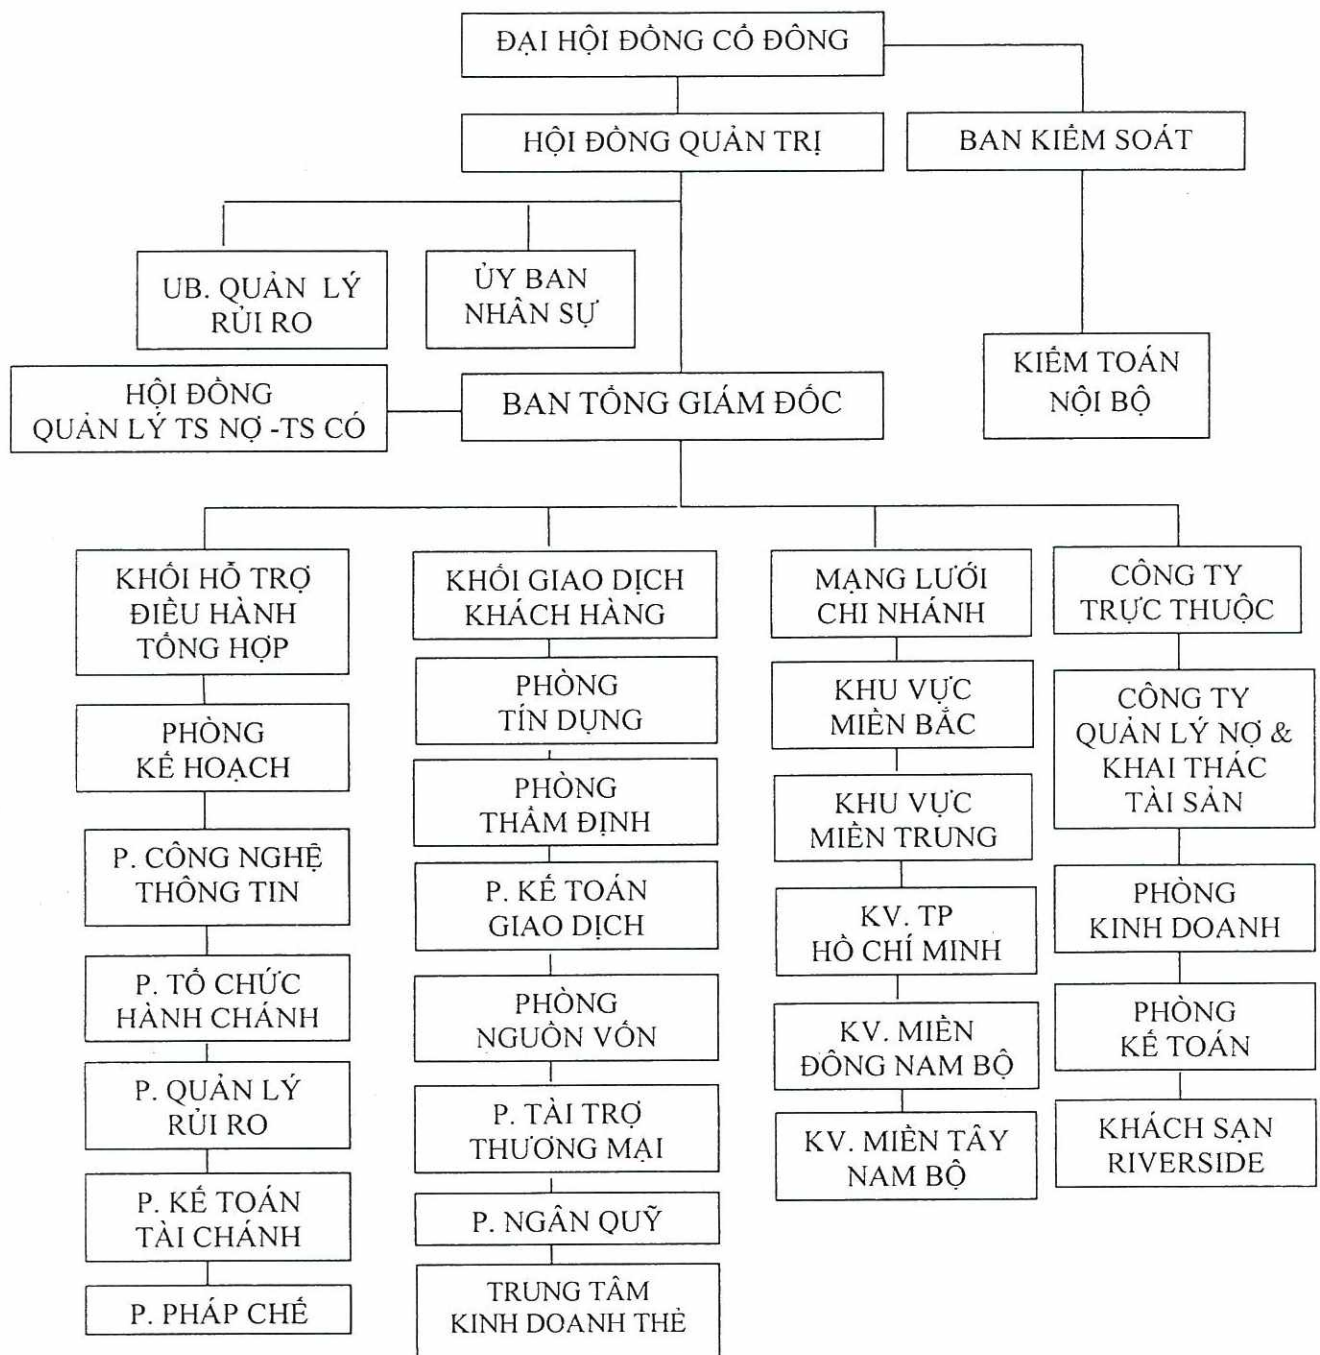 ĐẠI HỘI ĐỒNG CỔ ĐÔNG
HỘI ĐỒNG QUẢN TRỊ
BAN KIỂM SOÁT
UB. QUẢN LÝ
RỦI RO
ỦY BAN
NHÂN SỰ
KIỂM TOÁN
NỘI BỘ
HỘI ĐỒNG
QUẢN LÝ TS NỢ -TS CÓ
BAN TỔNG GIÁM ĐỐC
KHỐI HỖ TRỢ
ĐIỀU HÀNH
TỔNG HỢP
PHÒNG
KẾ HOẠCH
P. CÔNG NGHỆ
THÔNG TIN
P. TỔ CHỨC
HÀNH CHÁNH
P. QUẢN LÝ
RỦI RO
P. KẾ TOÁN
TÀI CHÁNH
P. PHÁP CHẾ
KHỐI GIAO DỊCH
KHÁCH HÀNG
PHÒNG
TÍN DỤNG
PHÒNG
THẨM ĐỊNH
P. KẾ TOÁN
GIAO DỊCH
PHÒNG
NGUỒN VỐN
P. TÀI TRỢ
THƯƠNG MẠI
P. NGÂN QUỸ
TRUNG TÂM
KINH DOANH THẺ
MẠNG LƯỚI
CHI NHÁNH
KHU VỰC
MIỀN BẮC
KHU VỰC
MIỀN TRUNG
KV. TP
HỒ CHÍ MINH
KV. MIỀN
ĐÔNG NAM BỘ
KV. MIỀN TÂY
NAM BỘ
CÔNG TY
TRỰC THUỘC
CÔNG TY
QUẢN LÝ NỢ &
KHAI THÁC
TÀI SẢN
PHÒNG
KINH DOANH
PHÒNG
KẾ TOÁN
KHÁCH SẠN
RIVERSIDE